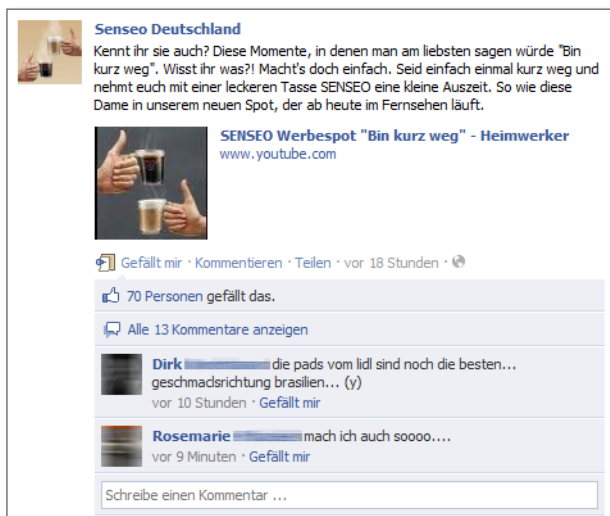 Senseo Deutschland
Kennt ihr sie auch? Diese Momente, in denen man am liebsten sagen würde "Bin
kurz weg". Wisst ihr was?! Macht's doch einfach. Seid einfach einmal kurz weg und
nehmt euch mit einer leckeren Tasse SENSEO eine kleine Auszeit. So wie diese
Dame in unserem neuen Spot, der ab heute im Fernsehen läuft.
SENSEO Werbespot "Bin kurz weg" - Heimwerker
www.youtube.com
Gefällt mir · Kommentieren · Teilen · vor 18 Stunden ·
70 Personen gefällt das.
Alle 13 Kommentare anzeigen
Dirk die pads vom lidl sind noch die besten...
geschmacksrichtung brasilien... (y)
vor 10 Stunden · Gefällt mir
Rosemarie mach ich auch soooo....
vor 9 Minuten · Gefällt mir
Schreibe einen Kommentar ...